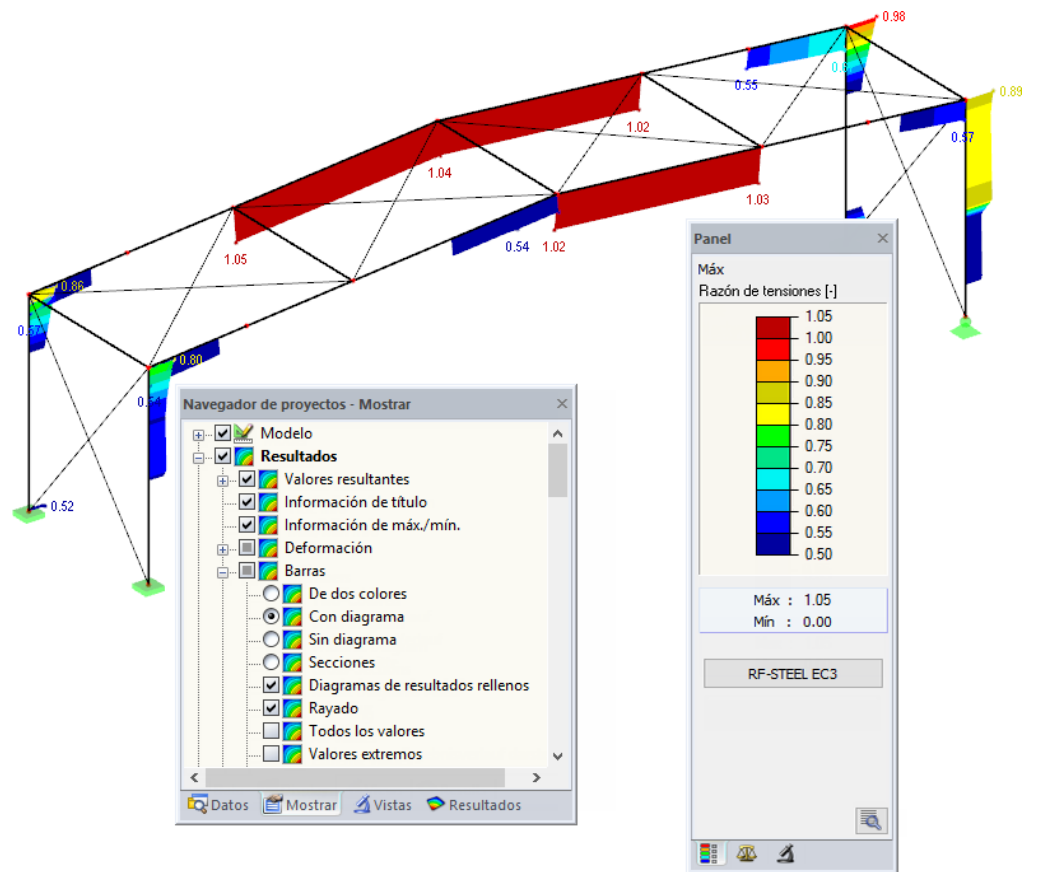 0.98
0.6
0.55
0.89
0.57
1.02
1.04
1.03
1.05
0.54 1.02
0.86
0.57
0.80
0.52
Panel
Máx
Razón de tensiones [-]
1.05
1.00
0.95
0.90
0.85
0.80
0.75
0.70
0.65
0.60
0.55
0.50
Máx : 1.05
Mín : 0.00
RF-STEEL EC3
Navegador de proyectos - Mostrar
Modelo
Resultados
Valores resultantes
Información de título
Información de máx./mín.
Deformación
Barras
De dos colores
Con diagrama
Sin diagrama
Secciones
Diagramas de resultados rellenos
Rayado
Todos los valores
Valores extremos
Datos Mostrar Vistas Resultados